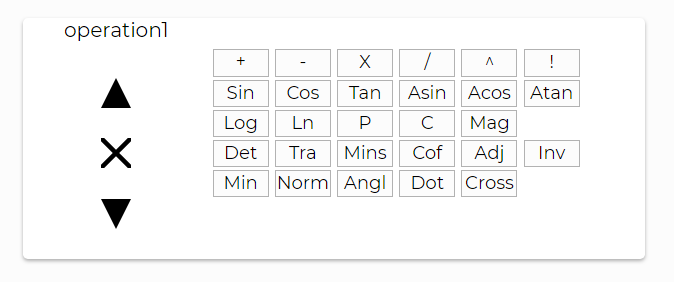 operation1
+ - X / ^ !
Sin Cos Tan Asin Acos Atan
Log Ln P C Mag
Det Tra Mins Cof Adj Inv
Min Norm Angl Dot Cross